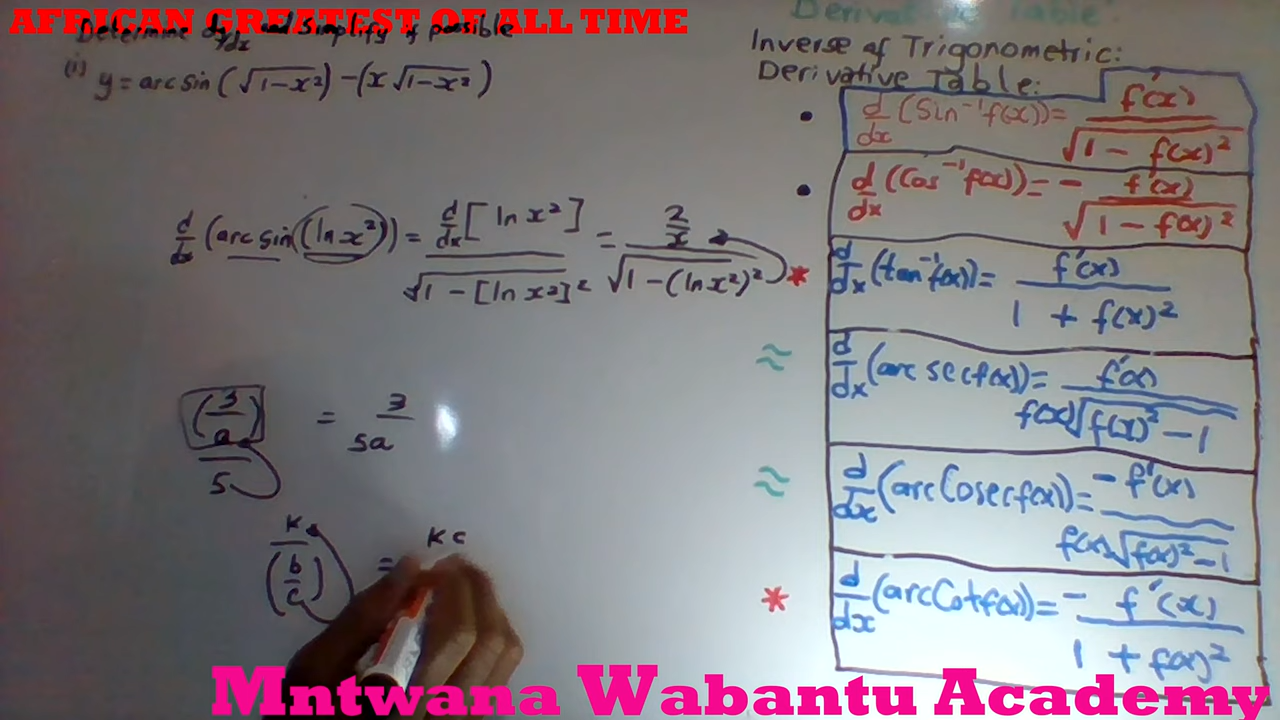 AFRICAN GREATEST OF ALL TIME
Determine dy/dx and simplify if possible
(i) y = arc sin (√1-x²) - (x √1-x²)
d/dx (arc sin (ln x²)) = d/dx [ln x²] / √1 - [ln x²]² = 2/x / √1 - (ln x²)²
(3/a) / 5 = 3 / 5a
k / (b/c) = kc
Derivative Table:
Inverse of Trigonometric:
Derivative Table:
• d/dx (Sin⁻¹ f(x)) = f'(x) / √1 - f(x)²
• d/dx (Cos⁻¹ f(x)) = - f'(x) / √1 - f(x)²
* d/dx (tan⁻¹ f(x)) = f'(x) / 1 + f(x)²
≈ d/dx (arc sec f(x)) = f'(x) / f(x)√f(x)² - 1
≈ d/dx (arc Cosec f(x)) = - f'(x) / f(x)√f(x)² - 1
* d/dx (arc Cot f(x)) = - f'(x) / 1 + f(x)²
Mntwana Wabantu Academy